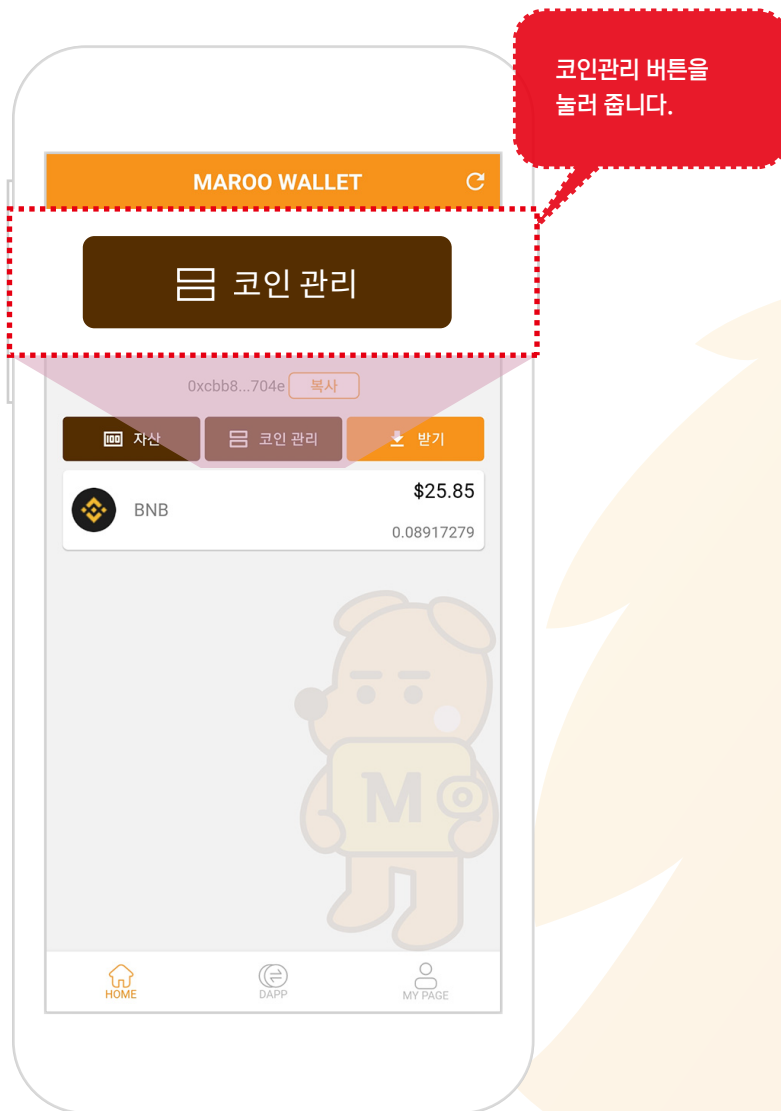 코인관리 버튼을
눌러 줍니다.
MAROO WALLET
코인 관리
0xcbb8...704e 복사
자산 코인 관리 받기
BNB $25.85
0.08917279
M
HOME DAPP MY PAGE